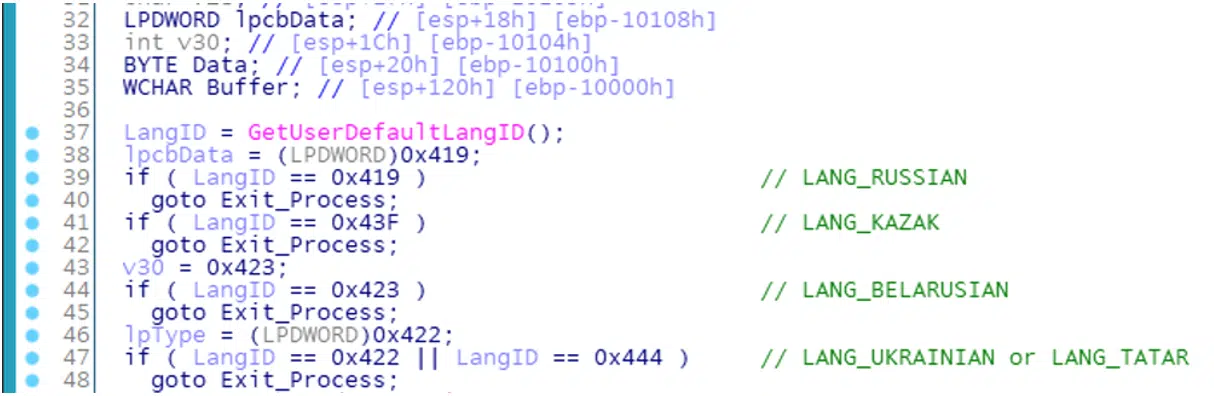 32 LPDWORD lpcbData; // [esp+18h] [ebp-10108h]
33 int v30; // [esp+1Ch] [ebp-10104h]
34 BYTE Data; // [esp+20h] [ebp-10100h]
35 WCHAR Buffer; // [esp+120h] [ebp-10000h]
36
37 LangID = GetUserDefaultLangID();
38 lpcbData = (LPDWORD)0x419;
39 if ( LangID == 0x419 ) // LANG_RUSSIAN
40 goto Exit_Process;
41 if ( LangID == 0x43F ) // LANG_KAZAK
42 goto Exit_Process;
43 v30 = 0x423;
44 if ( LangID == 0x423 ) // LANG_BELARUSIAN
45 goto Exit_Process;
46 lpType = (LPDWORD)0x422;
47 if ( LangID == 0x422 || LangID == 0x444 ) // LANG_UKRAINIAN or LANG_TATAR
48 goto Exit_Process;